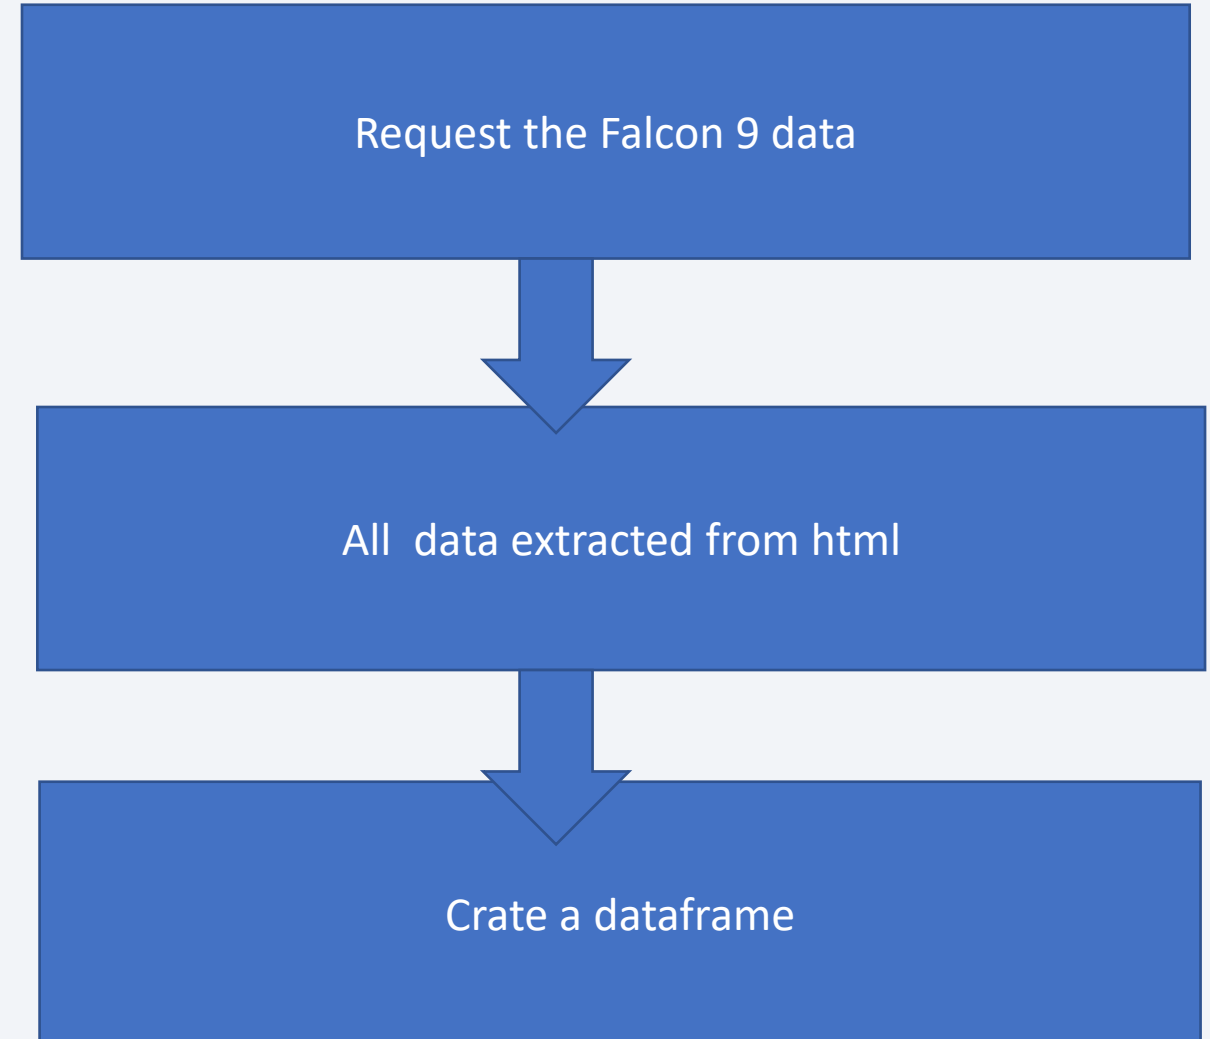 Request the Falcon 9 data
All  data extracted from html
Crate a dataframe